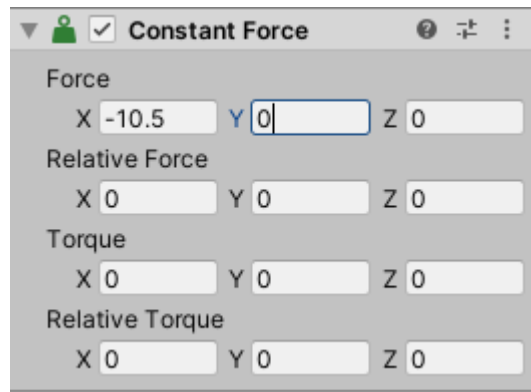 Constant Force
Force
X -10.5 Y 0 Z 0
Relative Force
X 0 Y 0 Z 0
Torque
X 0 Y 0 Z 0
Relative Torque
X 0 Y 0 Z 0